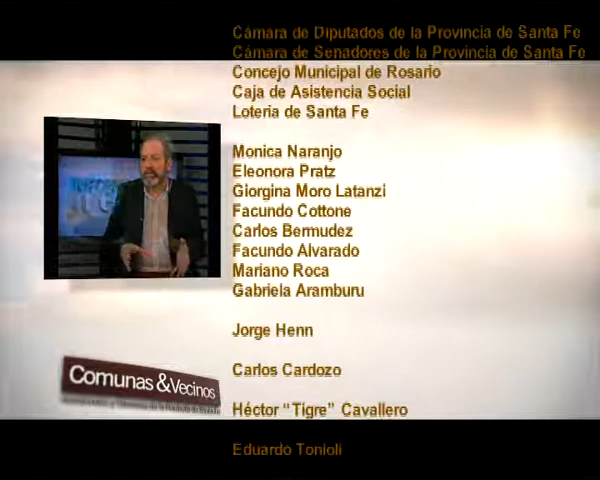 Cámara de Diputados de la Provincia de Santa Fe
Cámara de Senadores de la Provincia de Santa Fe
Concejo Municipal de Rosario
Caja de Asistencia Social
Loteria de Santa Fe
Monica Naranjo
Eleonora Pratz
Giorgina Moro Latanzi
Facundo Cottone
Carlos Bermudez
Facundo Alvarado
Mariano Roca
Gabriela Aramburu
Jorge Henn
Carlos Cardozo
Héctor “Tigre” Cavallero
Eduardo Tonioli
Comunas & Vecinos